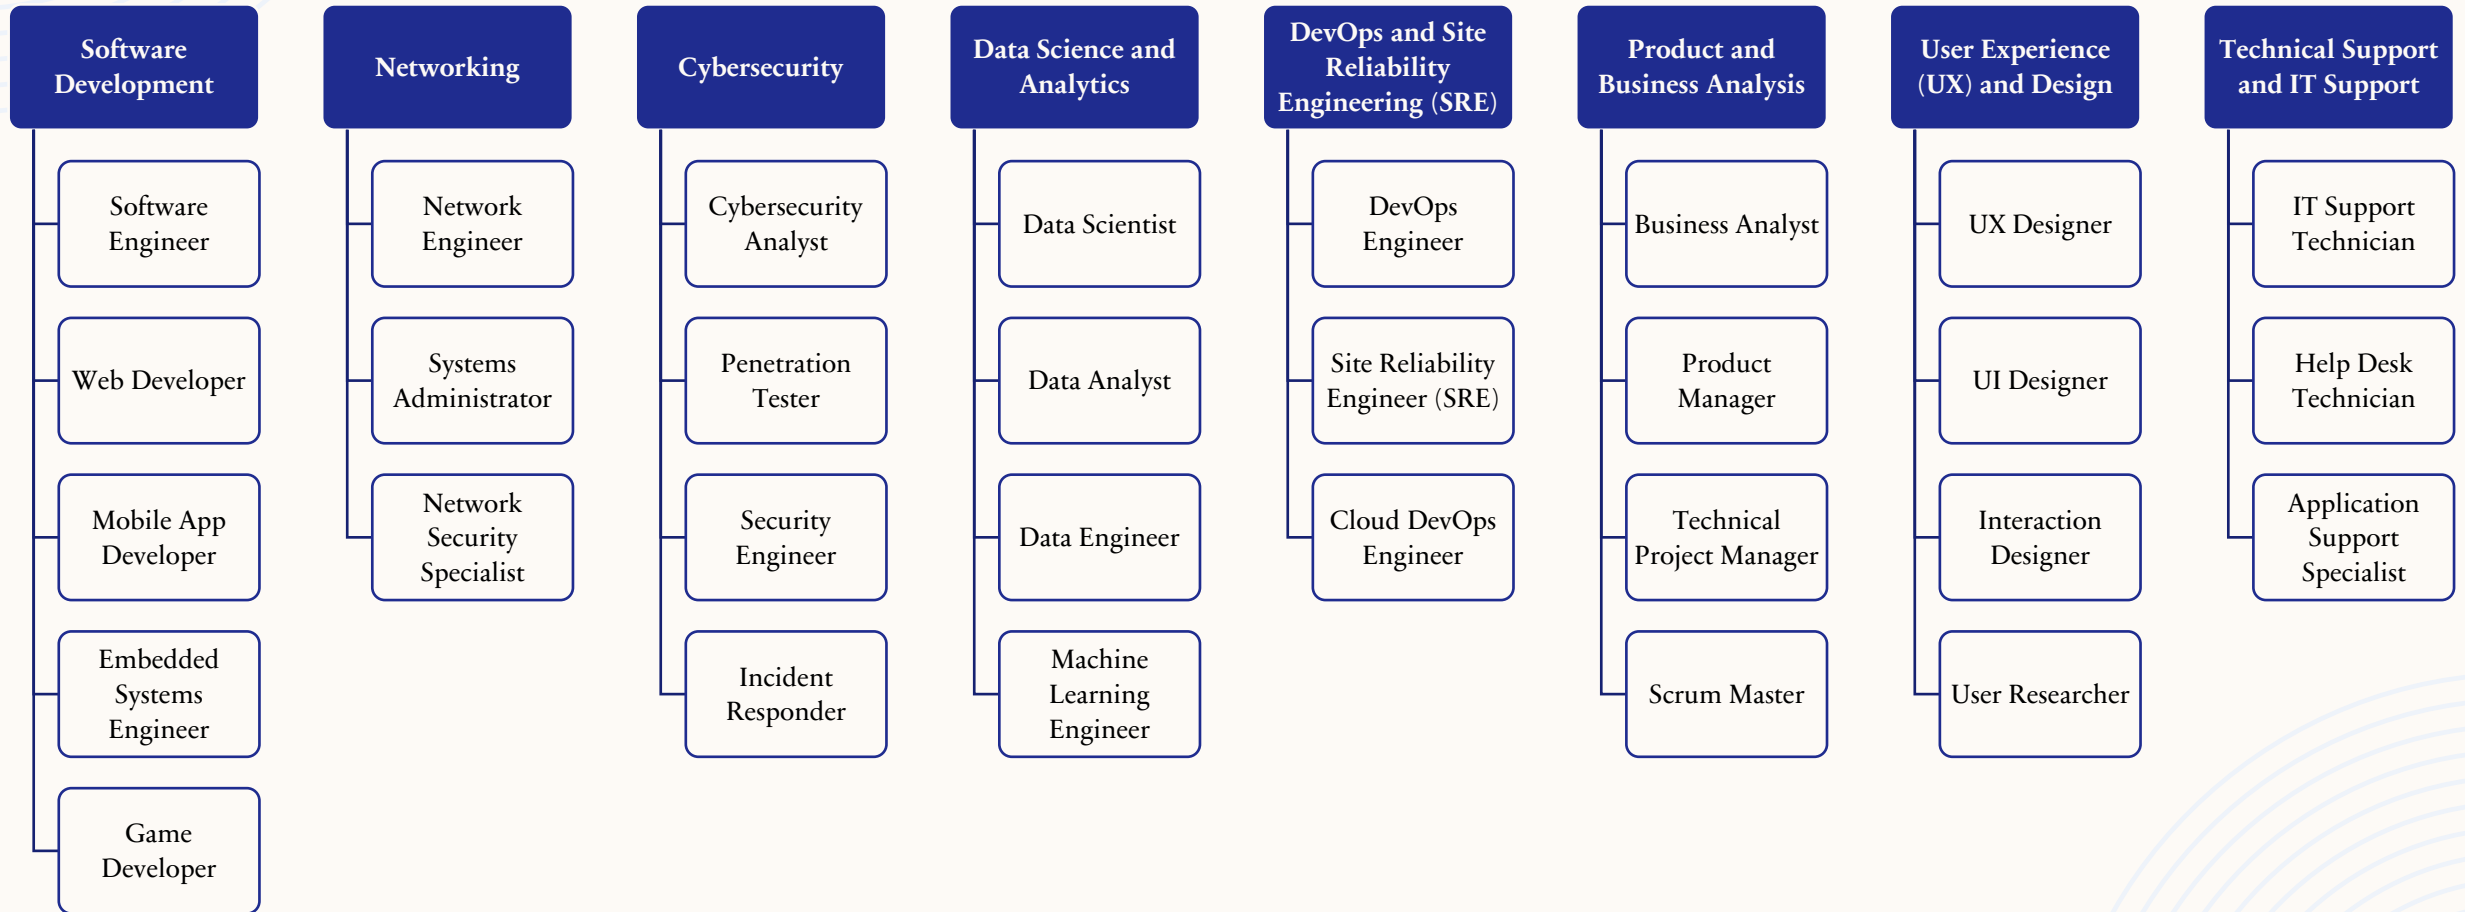 Software
Development
Software
Engineer
Web Developer
Mobile App
Developer
Embedded
Systems
Engineer
Game
Developer
Networking
Network
Engineer
Systems
Administrator
Network
Security
Specialist
Cybersecurity
Cybersecurity
Analyst
Penetration
Tester
Security
Engineer
Incident
Responder
Data Science and
Analytics
Data Scientist
Data Analyst
Data Engineer
Machine
Learning
Engineer
DevOps and Site
Reliability
Engineering (SRE)
DevOps
Engineer
Site Reliability
Engineer (SRE)
Cloud DevOps
Engineer
Product and
Business Analysis
Business Analyst
Product
Manager
Technical
Project Manager
Scrum Master
User Experience
(UX) and Design
UX Designer
UI Designer
Interaction
Designer
User Researcher
Technical Support
and IT Support
IT Support
Technician
Help Desk
Technician
Application
Support
Specialist